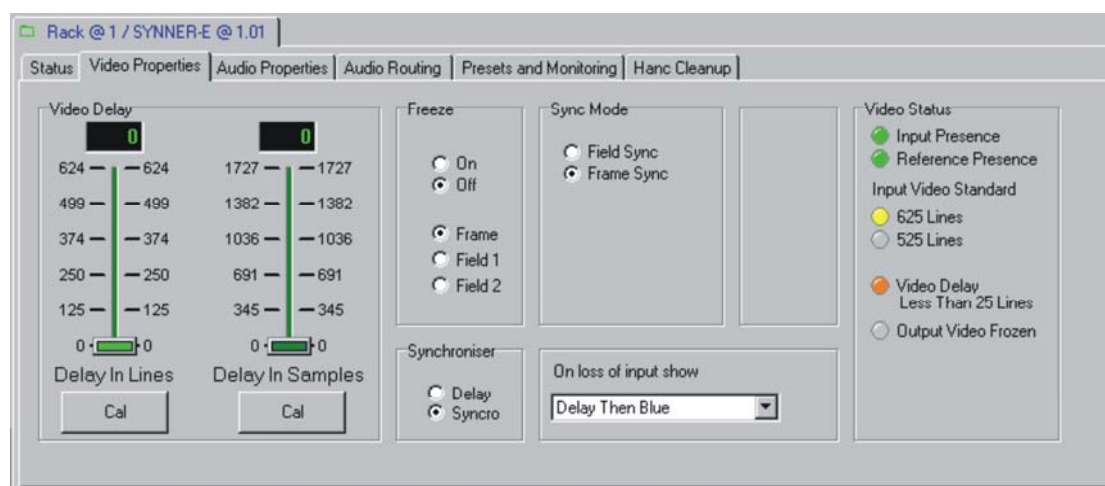 Rack @ 1 / SYNNER-E @ 1.01
Status Video Properties Audio Properties Audio Routing Presets and Monitoring Hanc Cleanup
Video Delay
0 0
624 624 1727 1727
499 499 1382 1382
374 374 1036 1036
250 250 691 691
125 125 345 345
0 0 0 0
Delay In Lines Delay In Samples
Cal Cal
Freeze
On
Off
Frame
Field 1
Field 2
Synchroniser
Delay
Syncro
Sync Mode
Field Sync
Frame Sync
On loss of input show
Delay Then Blue
Video Status
Input Presence
Reference Presence
Input Video Standard
625 Lines
525 Lines
Video Delay
Less Than 25 Lines
Output Video Frozen